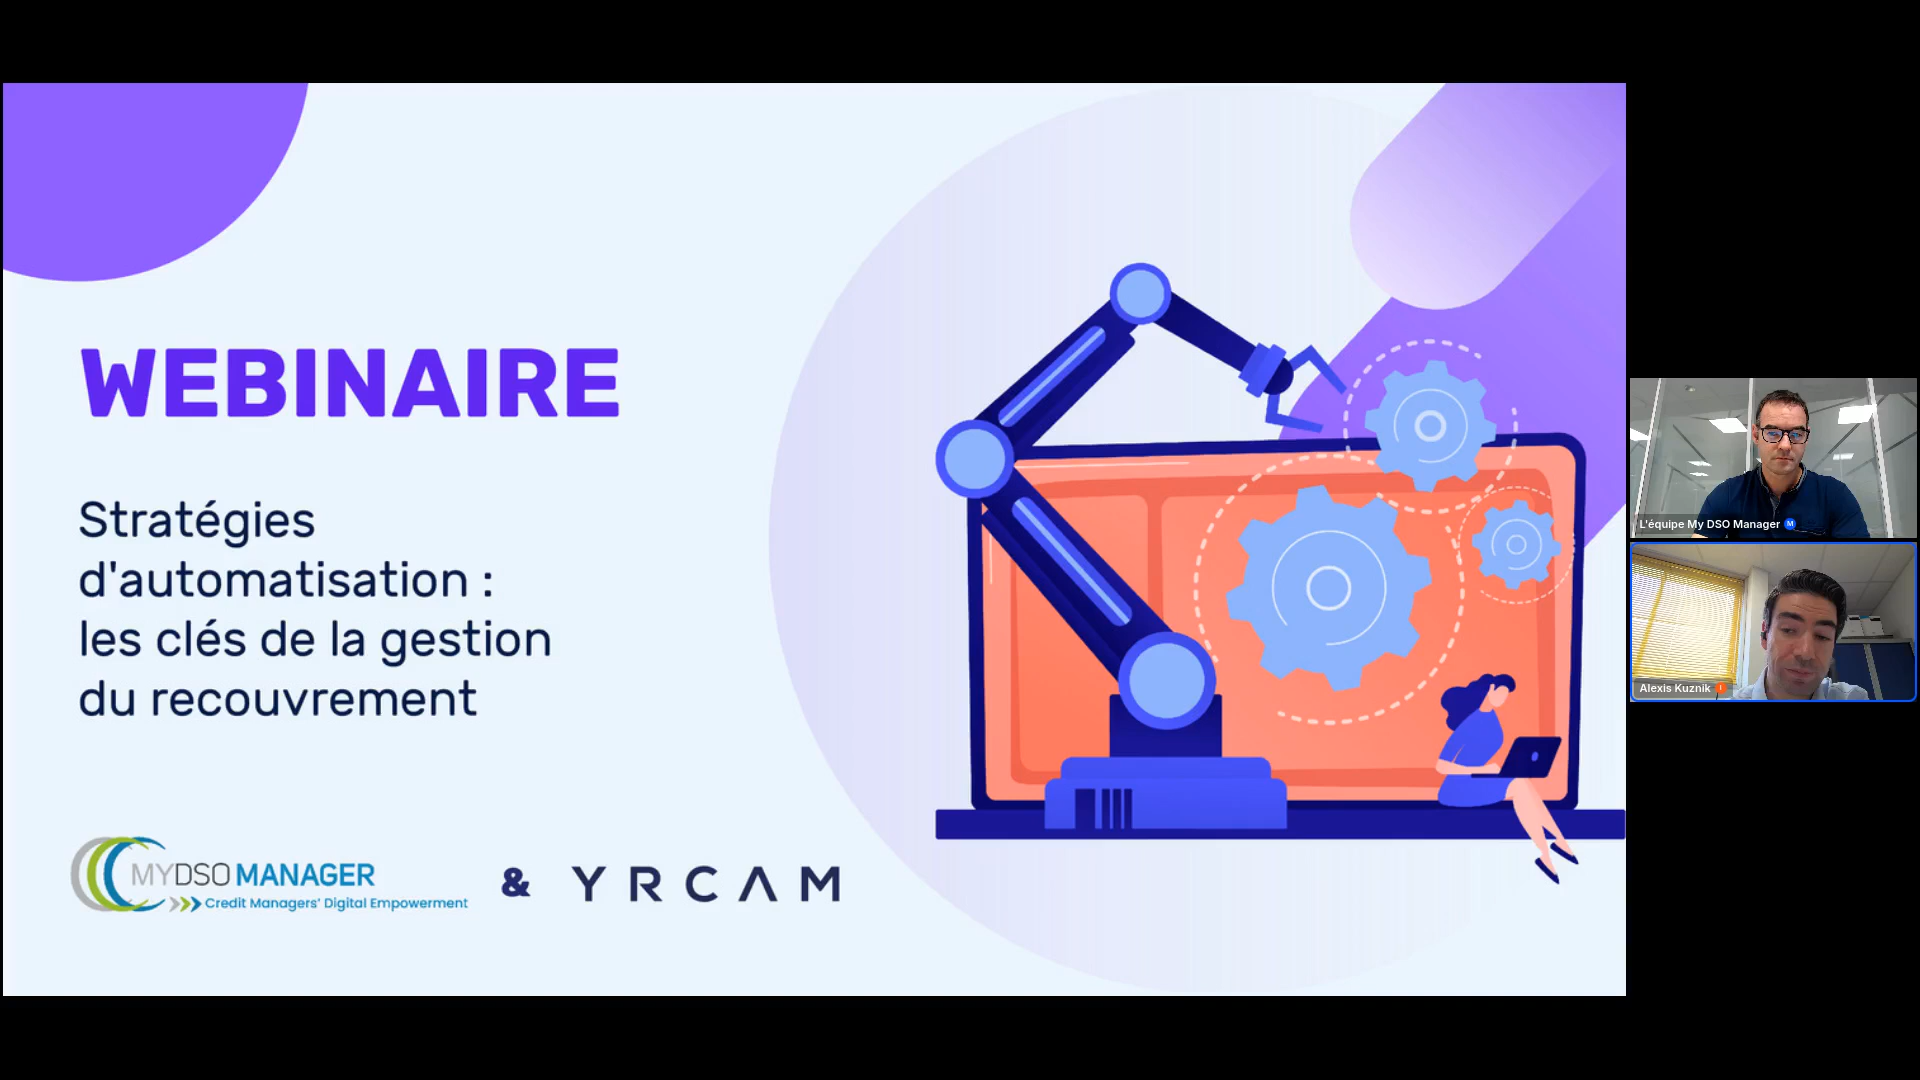 WEBINAIRE
Stratégies
d'automatisation :
les clés de la gestion
du recouvrement
MYDSO MANAGER
Credit Managers' Digital Empowerment
& YRCAM
L'équipe My DSO Manager M
Alexis Kuznik